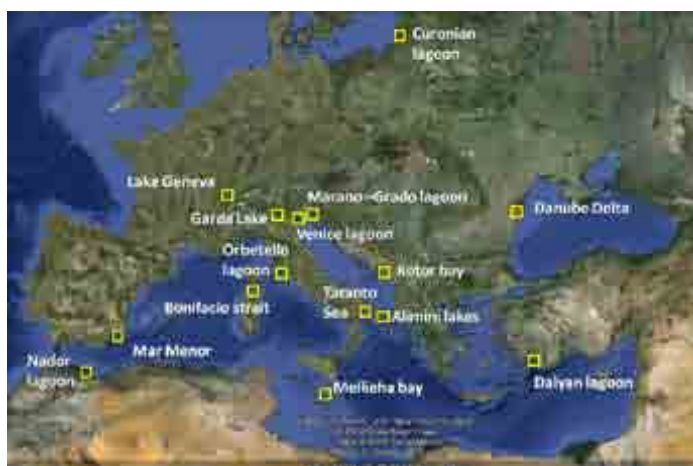 Curonian
lagoon
Lake Geneva
Marano-Grado lagoon
Garda Lake
Venice lagoon
Danube Delta
Orbetello
lagoon
Kotor bay
Bonifacio strait
Taranto
Sea
Alimini lakes
Mar Menor
Nador
Lagoon
Mellieha bay
Dalyan lagoon